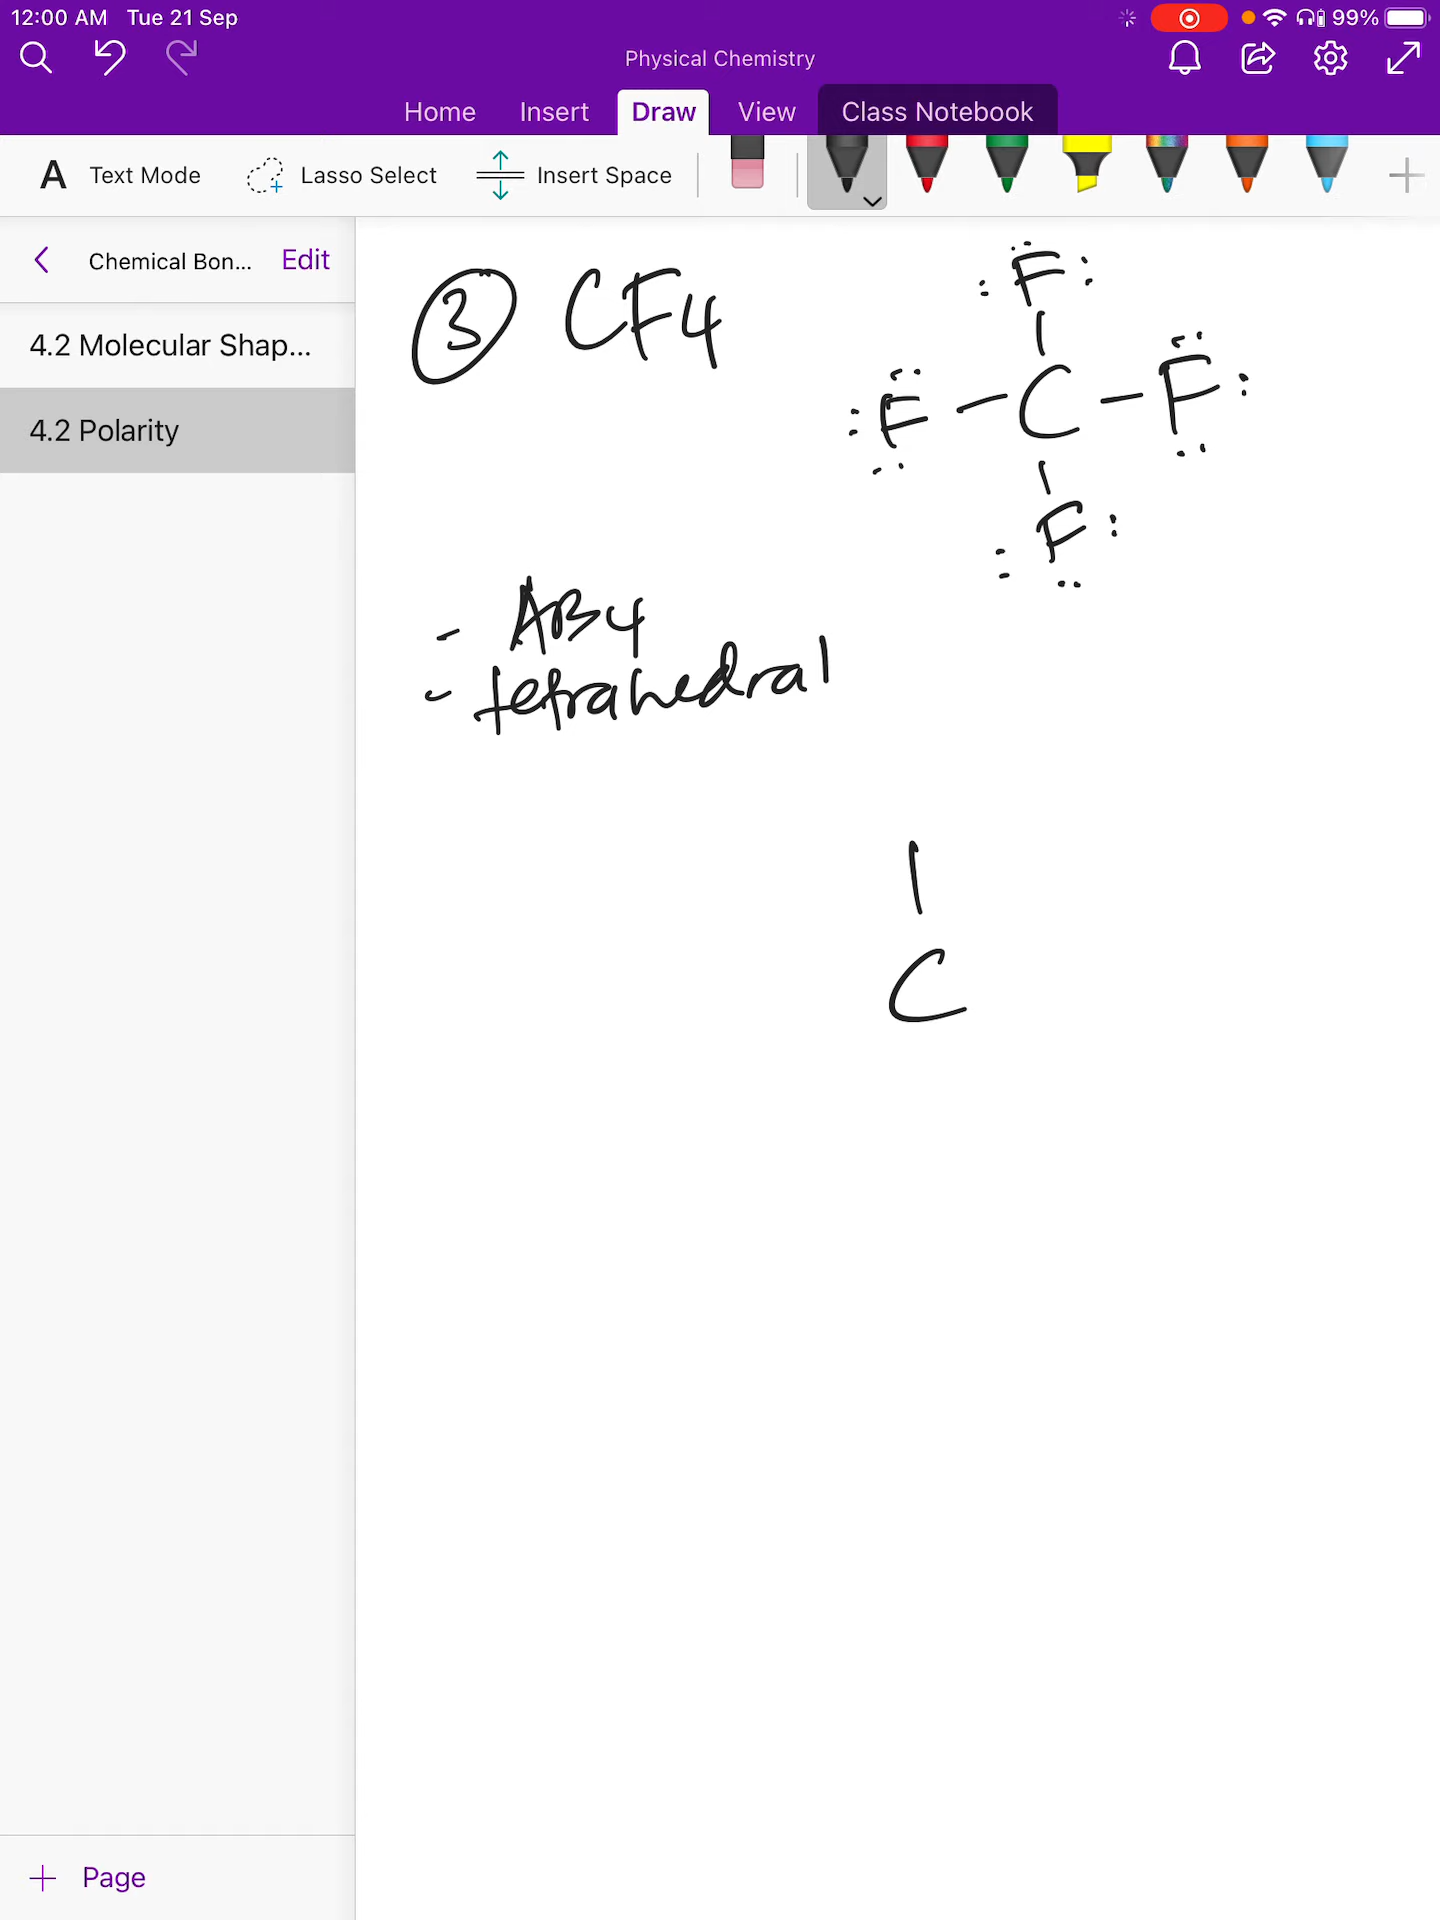 12:00 AM Tue 21 Sep 99%
Physical Chemistry
Home Insert Draw View Class Notebook
A Text Mode Lasso Select Insert Space
Chemical Bon... Edit
4.2 Molecular Shap...
4.2 Polarity
③ CF4
F
F - C - F
F
- AB4
- tetrahedral
C
+ Page